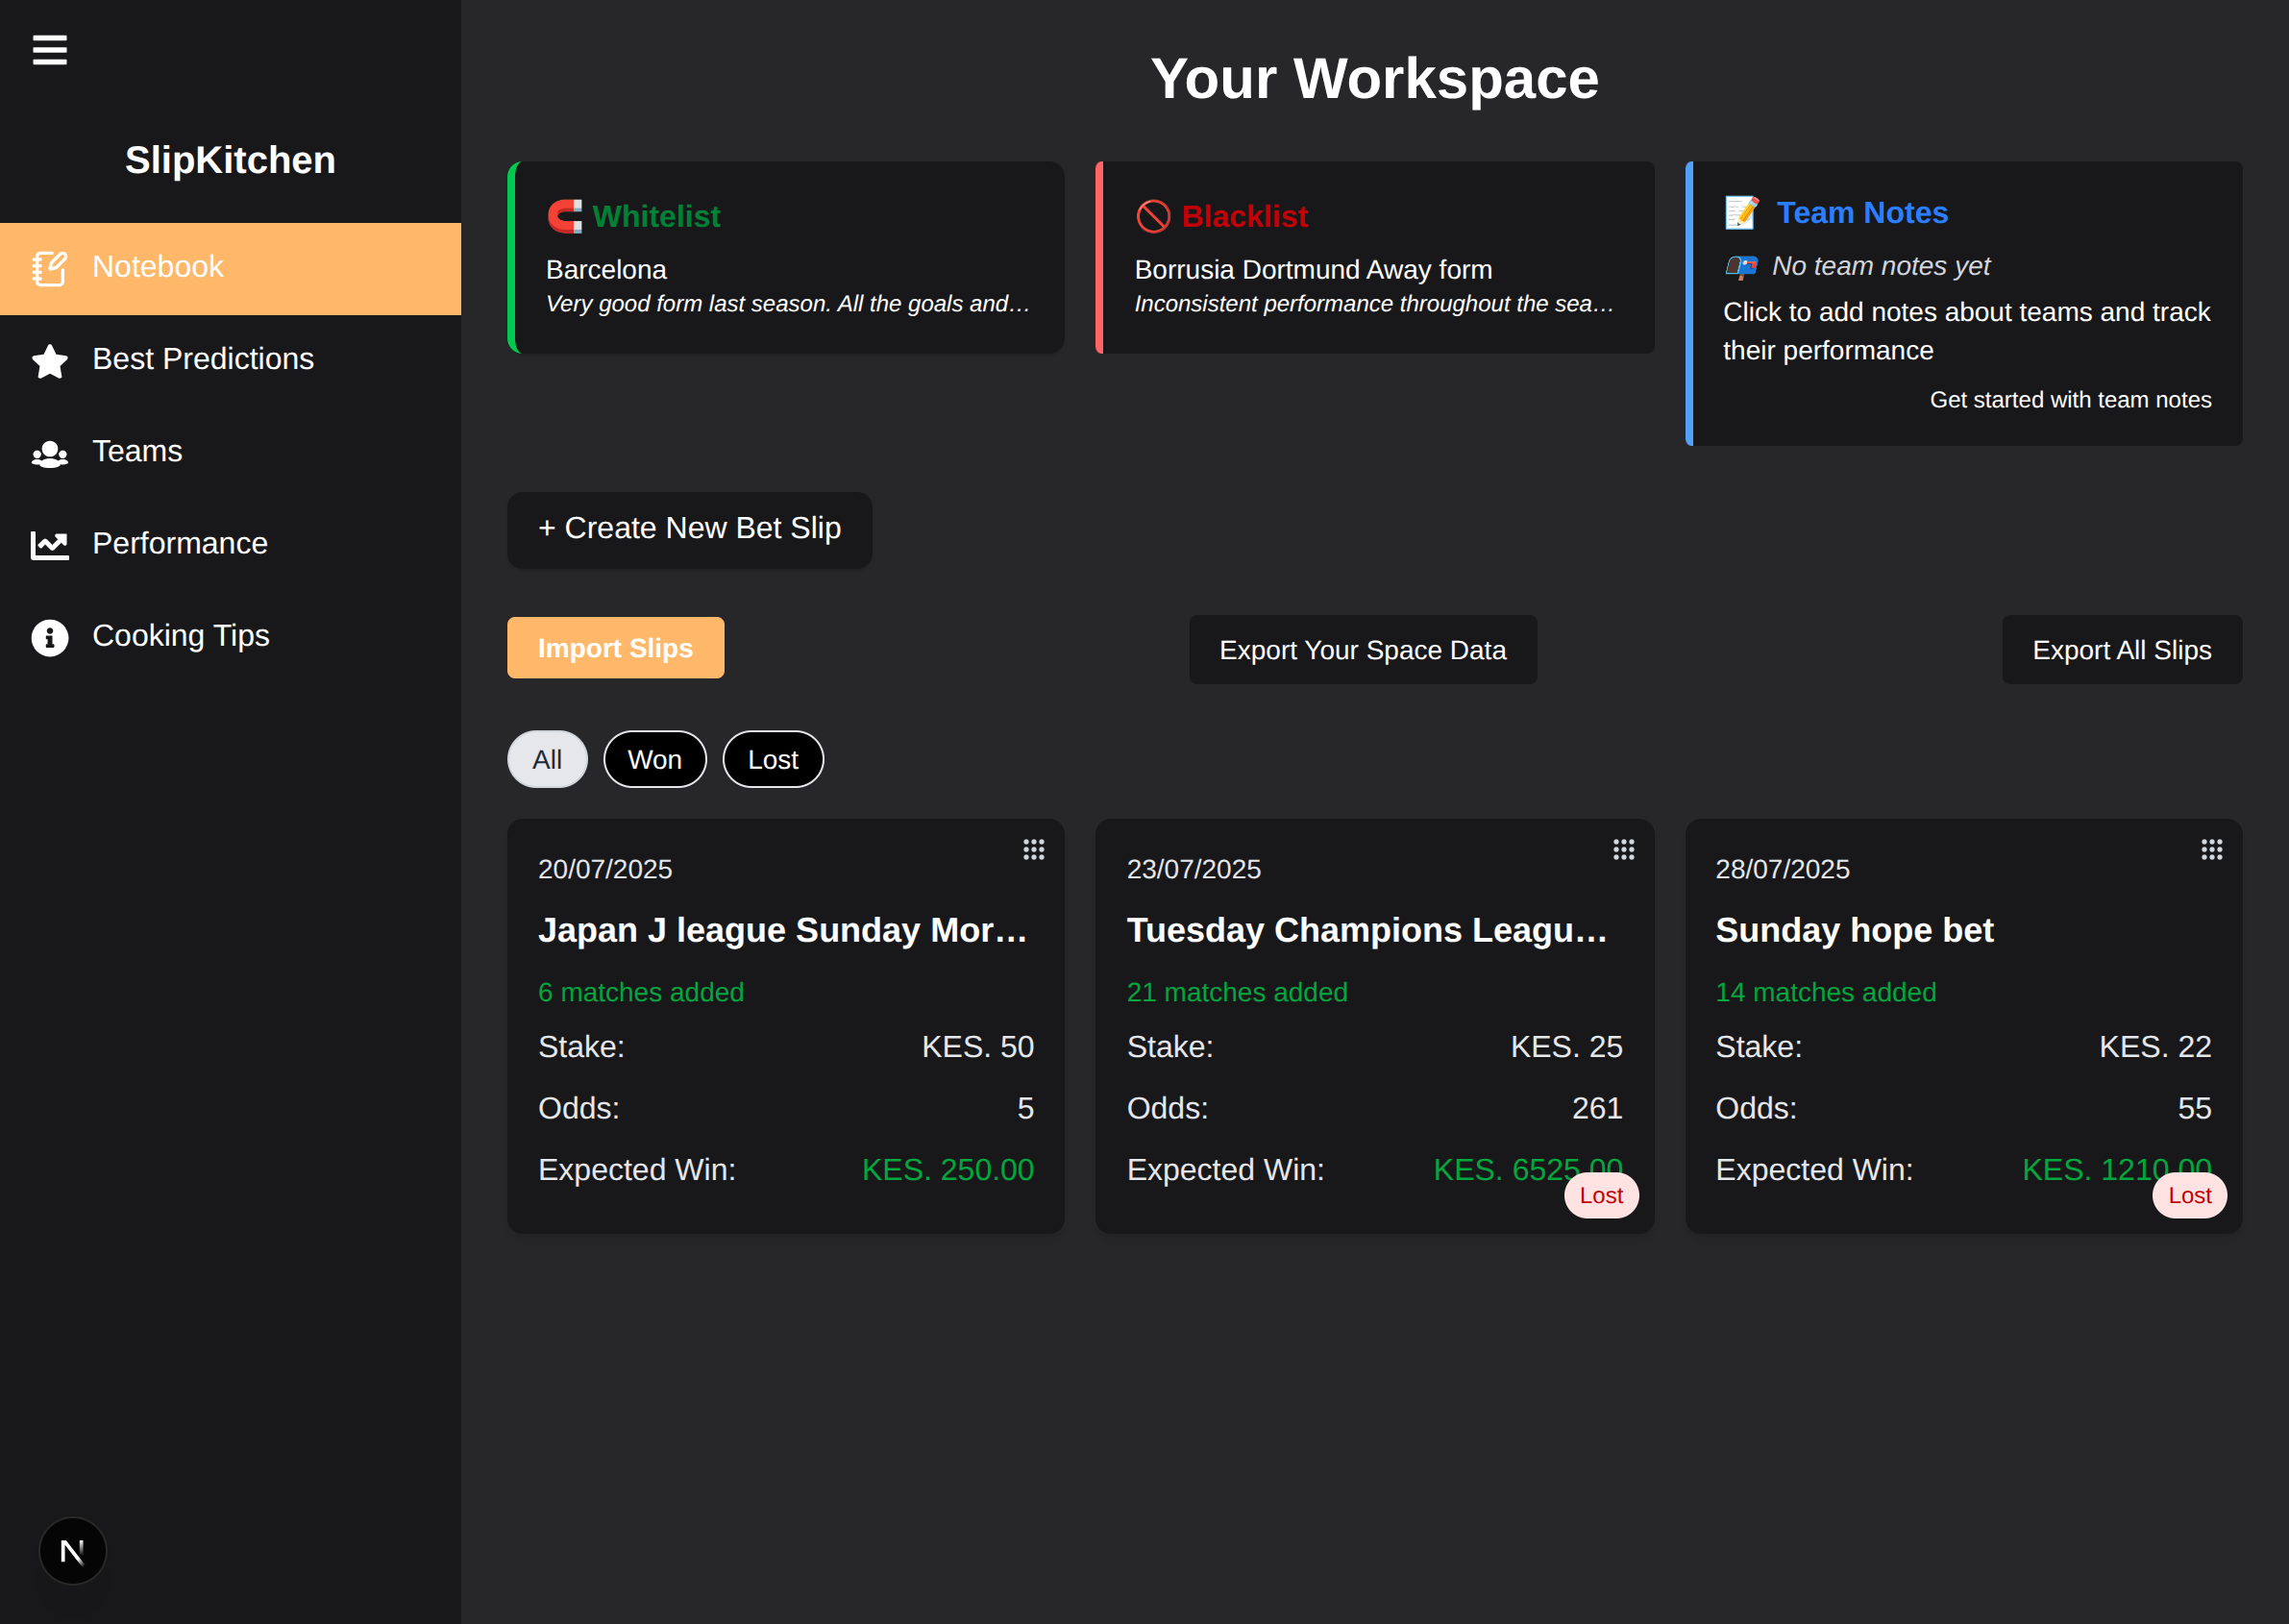 SlipKitchen
Notebook
Best Predictions
Teams
Performance
Cooking Tips
N
Your Workspace
Whitelist
Barcelona
Very good form last season. All the goals and…
Blacklist
Borrusia Dortmund Away form
Inconsistent performance throughout the sea…
Team Notes
No team notes yet
Click to add notes about teams and track
their performance
Get started with team notes
+ Create New Bet Slip
Import Slips
Export Your Space Data
Export All Slips
All
Won
Lost
20/07/2025
Japan J league Sunday Mor…
6 matches added
Stake: KES. 50
Odds: 5
Expected Win: KES. 250.00
23/07/2025
Tuesday Champions Leagu…
21 matches added
Stake: KES. 25
Odds: 261
Expected Win: KES. 6525.00
Lost
28/07/2025
Sunday hope bet
14 matches added
Stake: KES. 22
Odds: 55
Expected Win: KES. 1210.00
Lost